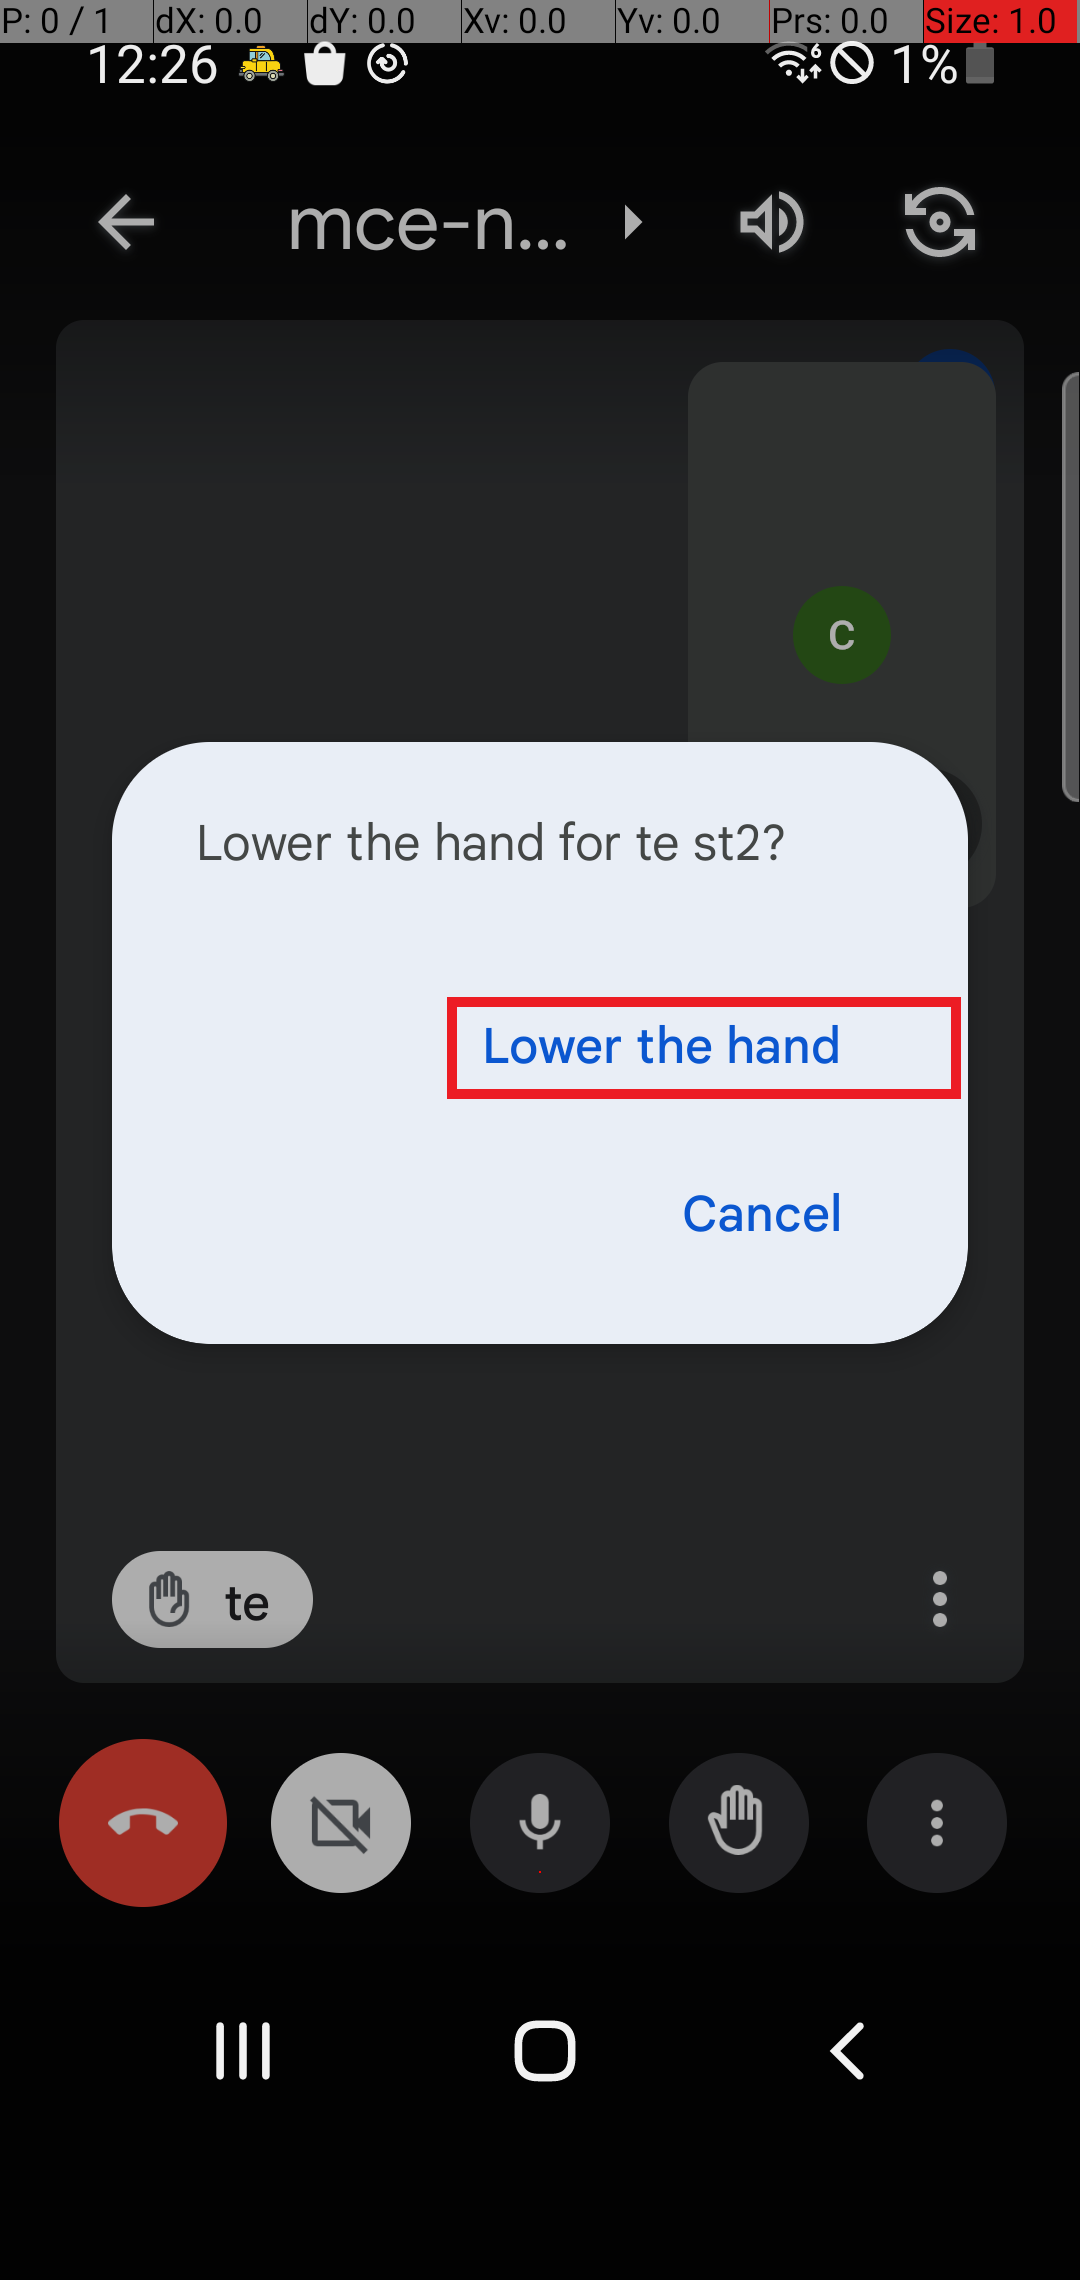 P: 0 / 1 dX: 0.0 dY: 0.0 Xv: 0.0 Yv: 0.0 Prs: 0.0 Size: 1.0
12:26 6 1%
mce-n...
C
Lower the hand for te st2?
Lower the hand
Cancel
te